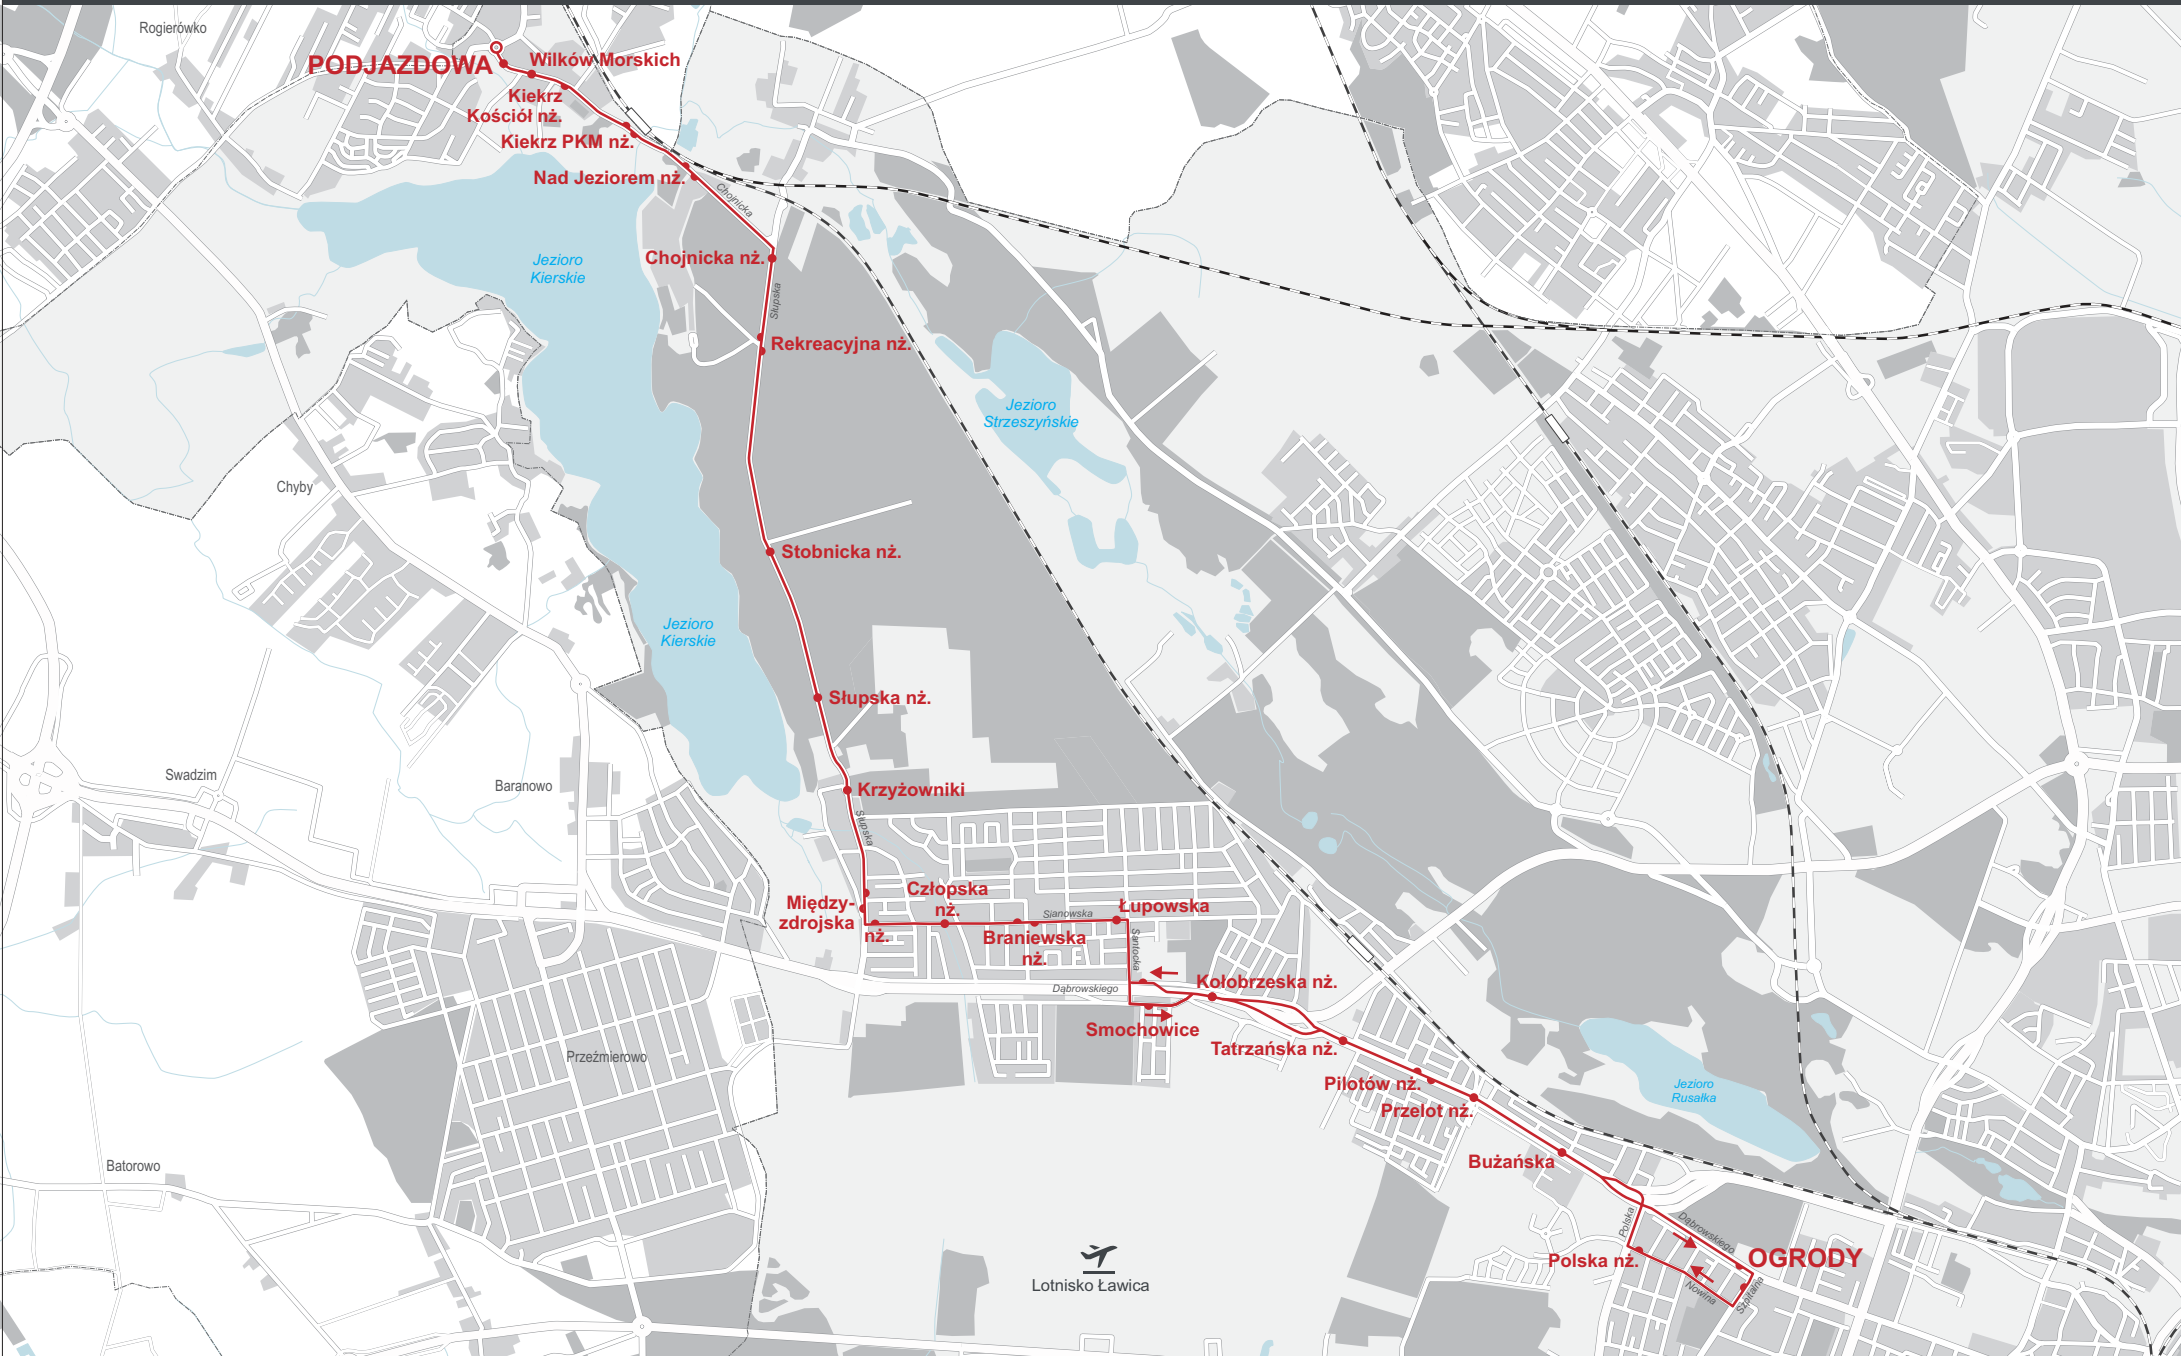 Rogierówko
PODJAZDOWA
Wilków Morskich
Kiekrz
Kościół nż.
Kiekrz PKM nż.
Nad Jeziorem nż.
Chojnicka
Chojnicka nż.
Jezioro
Kierskie
Słupska
Rekreacyjna nż.
Jezioro
Strzeszyńskie
Chyby
Stobnicka nż.
Jezioro
Kierskie
Słupska nż.
Swadzim
Baranowo
Krzyżowniki
Słupska
Człopska
nż.
Między-
zdrojska
nż.
Sianowska
Łupowska
Braniewska
nż.
Santocka
Dąbrowskiego
Kołobrzeska nż.
Smochowice
Tatrzańska nż.
Przeźmierowo
Pilotów nż.
Przelot nż.
Jezioro
Rusałka
Bużańska
Batorowo
Polska
Dąbrowskiego
OGRODY
Polska nż.
Nowina
Szpitalna
Lotnisko Ławica